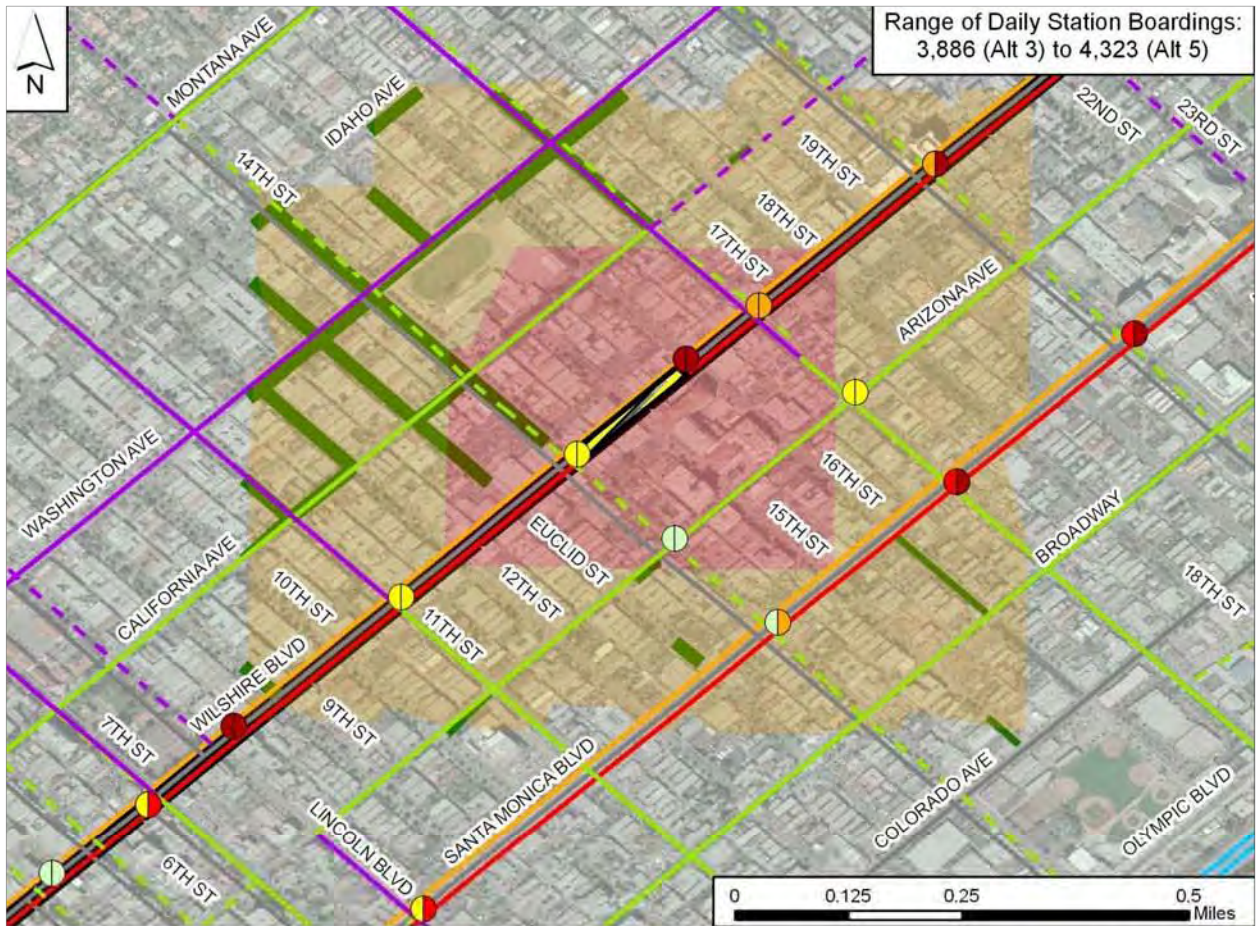 Range of Daily Station Boardings:
3,886 (Alt 3) to 4,323 (Alt 5)
N
MONTANA AVE
IDAHO AVE
22ND ST
23RD ST
14TH ST
19TH ST
18TH ST
17TH ST
ARIZONA AVE
WASHINGTON AVE
CALIFORNIA AVE
16TH ST
15TH ST
BROADWAY
EUCLID ST
12TH ST
10TH ST
11TH ST
18TH ST
WILSHIRE BLVD
9TH ST
7TH ST
SANTA MONICA BLVD
COLORADO AVE
OLYMPIC BLVD
LINCOLN BLVD
6TH ST
0 0.125 0.25 0.5
Miles